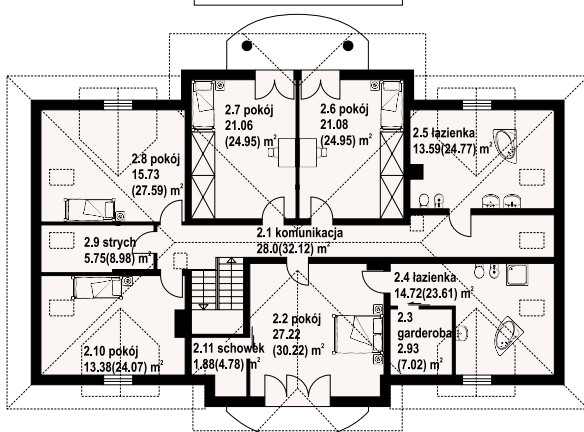 2.7 pokój
21.06
(24.95) m²
2.6 pokój
21.08
(24.95) m²
2.5 łazienka
13.59(24.77) m²
2.8 pokój
15.73
(27.59) m²
2.1 komunikacja
28.0(32.12) m²
2.9 strych
5.75(8.98) m²
2.4 łazienka
14.72(23.61) m²
2.2 pokój
27.22
(30.22) m²
2.3
garderoba
2.93
(7.02) m²
2.10 pokój
13.38(24.07) m²
2.11 schowek
1.88(4.78) m²